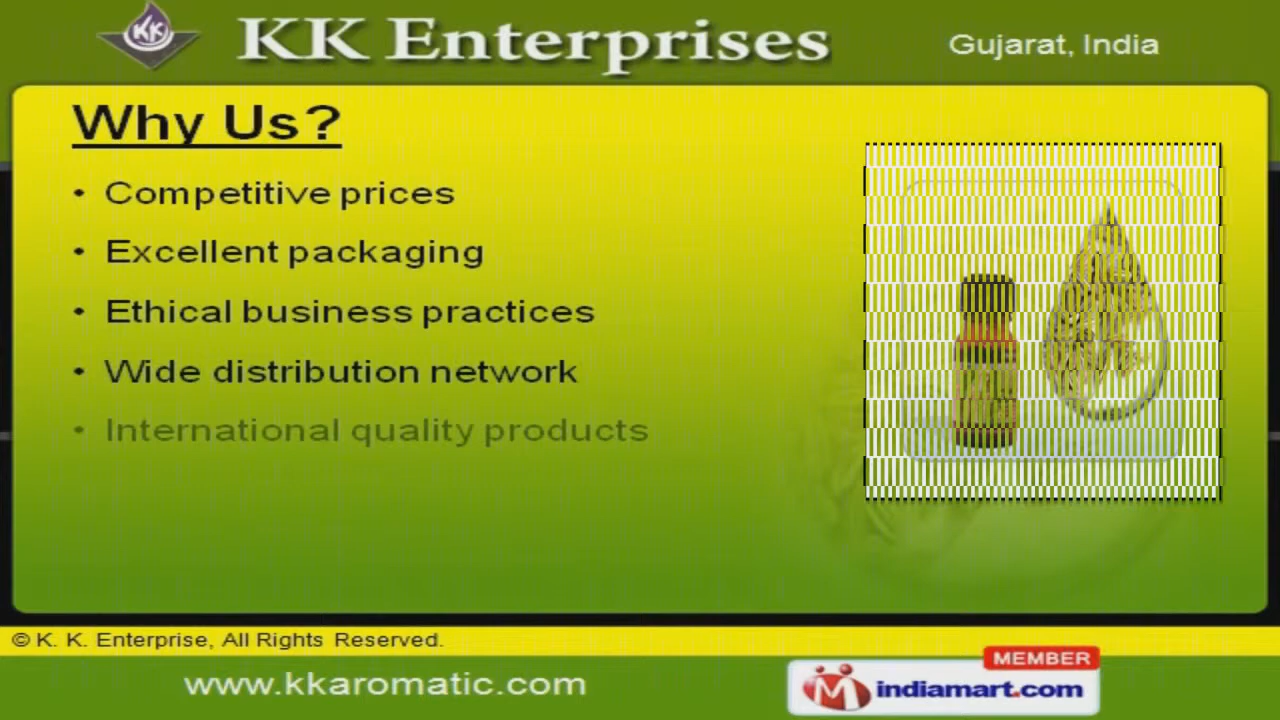 KK
KK Enterprises
Gujarat, India
Why Us?
• Competitive prices
• Excellent packaging
• Ethical business practices
• Wide distribution network
• International quality products
© K. K. Enterprise, All Rights Reserved.
www.kkaromatic.com
MEMBER
indiamart.com